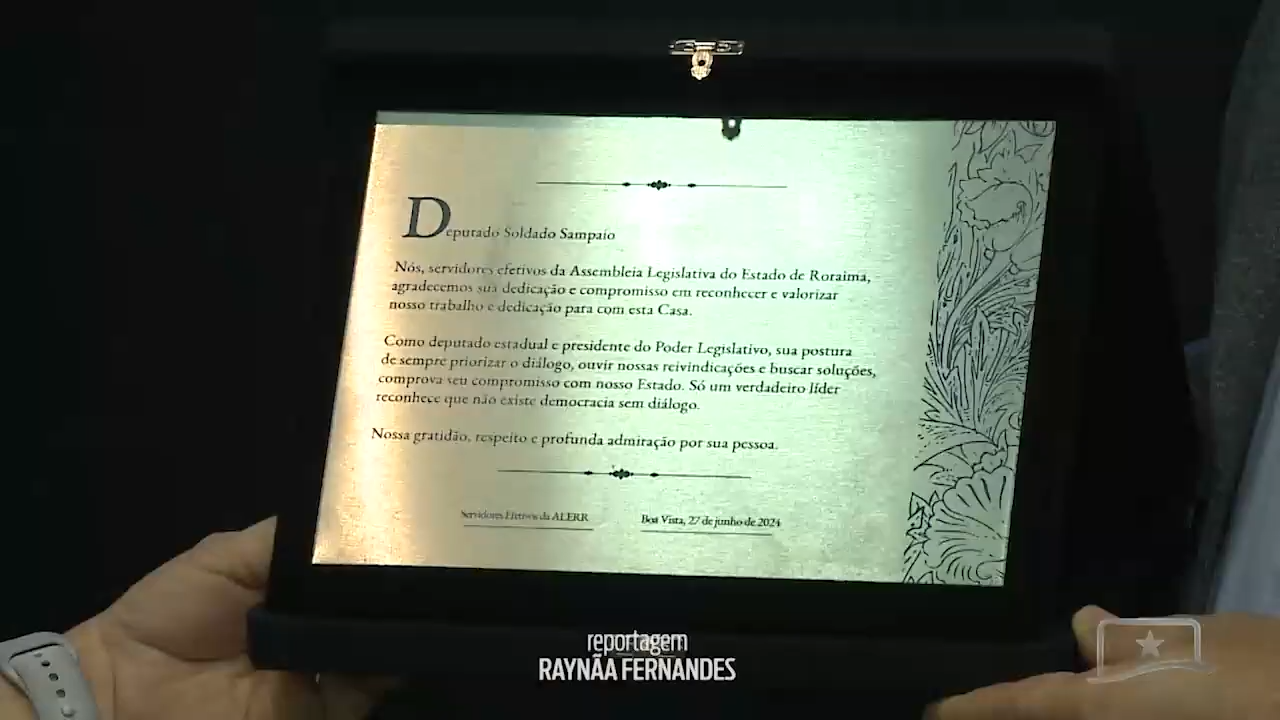 Deputado Soldado Sampaio
Nós, servidores efetivos da Assembleia Legislativa do Estado de Roraima,
agradecemos sua dedicação e compromisso em reconhecer e valorizar
nosso trabalho e dedicação para com esta Casa.
Como deputado estadual e presidente do Poder Legislativo, sua postura
de sempre priorizar o diálogo, ouvir nossas reivindicações e buscar soluções,
comprova seu compromisso com nosso Estado. Só um verdadeiro líder
reconhece que não existe democracia sem diálogo.
Nossa gratidão, respeito e profunda admiração por sua pessoa.
Servidores Efetivos da ALERR
Boa Vista, 27 de junho de 2024
reportagem
RAYNÃA FERNANDES